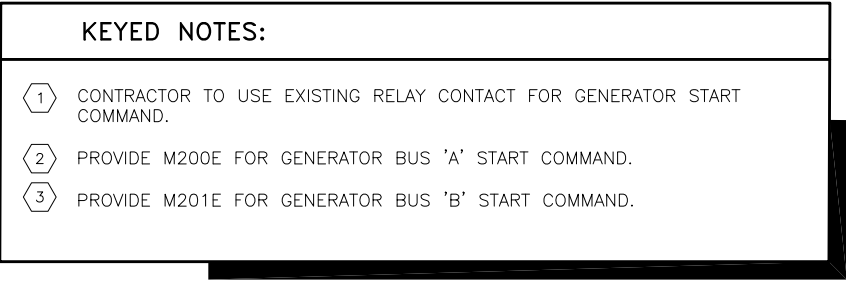 KEYED NOTES:
1 CONTRACTOR TO USE EXISTING RELAY CONTACT FOR GENERATOR START
COMMAND.
2 PROVIDE M200E FOR GENERATOR BUS 'A' START COMMAND.
3 PROVIDE M201E FOR GENERATOR BUS 'B' START COMMAND.